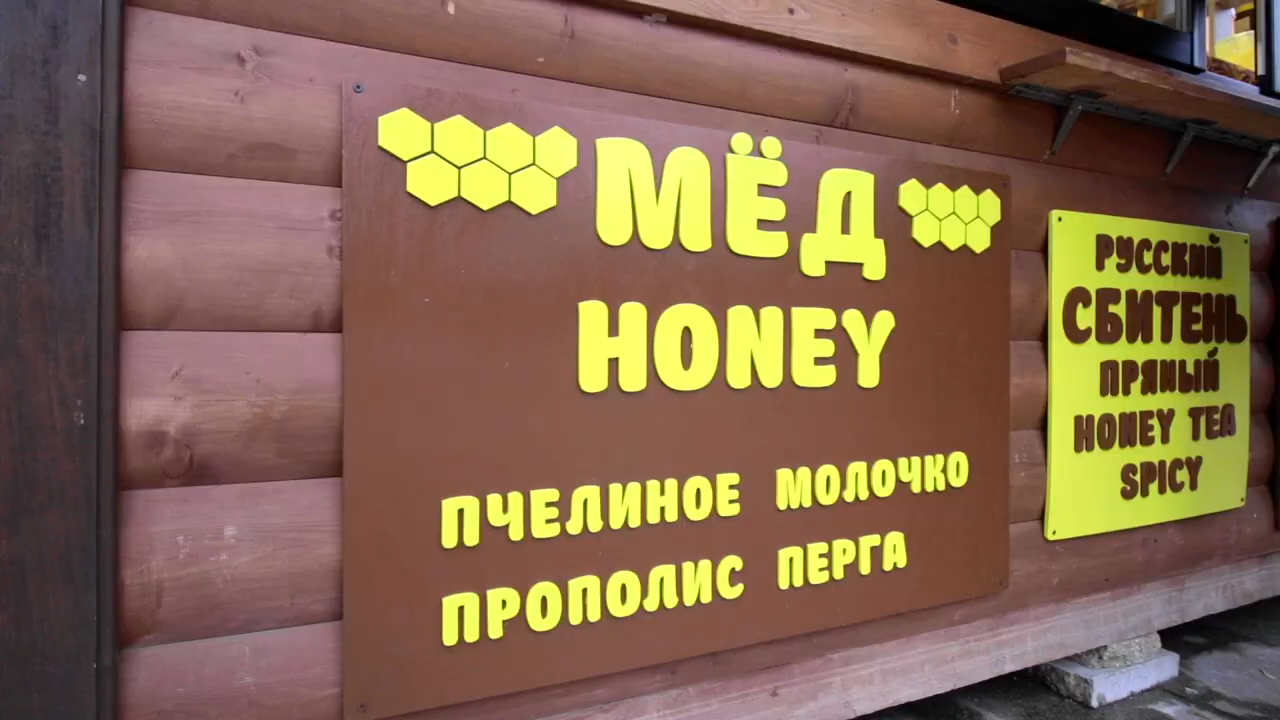 МЁД
HONEY
ПЧЕЛИНОЕ МОЛОЧКО
ПРОПОЛИС ПЕРГА
РУССКИЙ
СБИТЕНЬ
ПРЯНЫЙ
HONEY TEA
SPICY